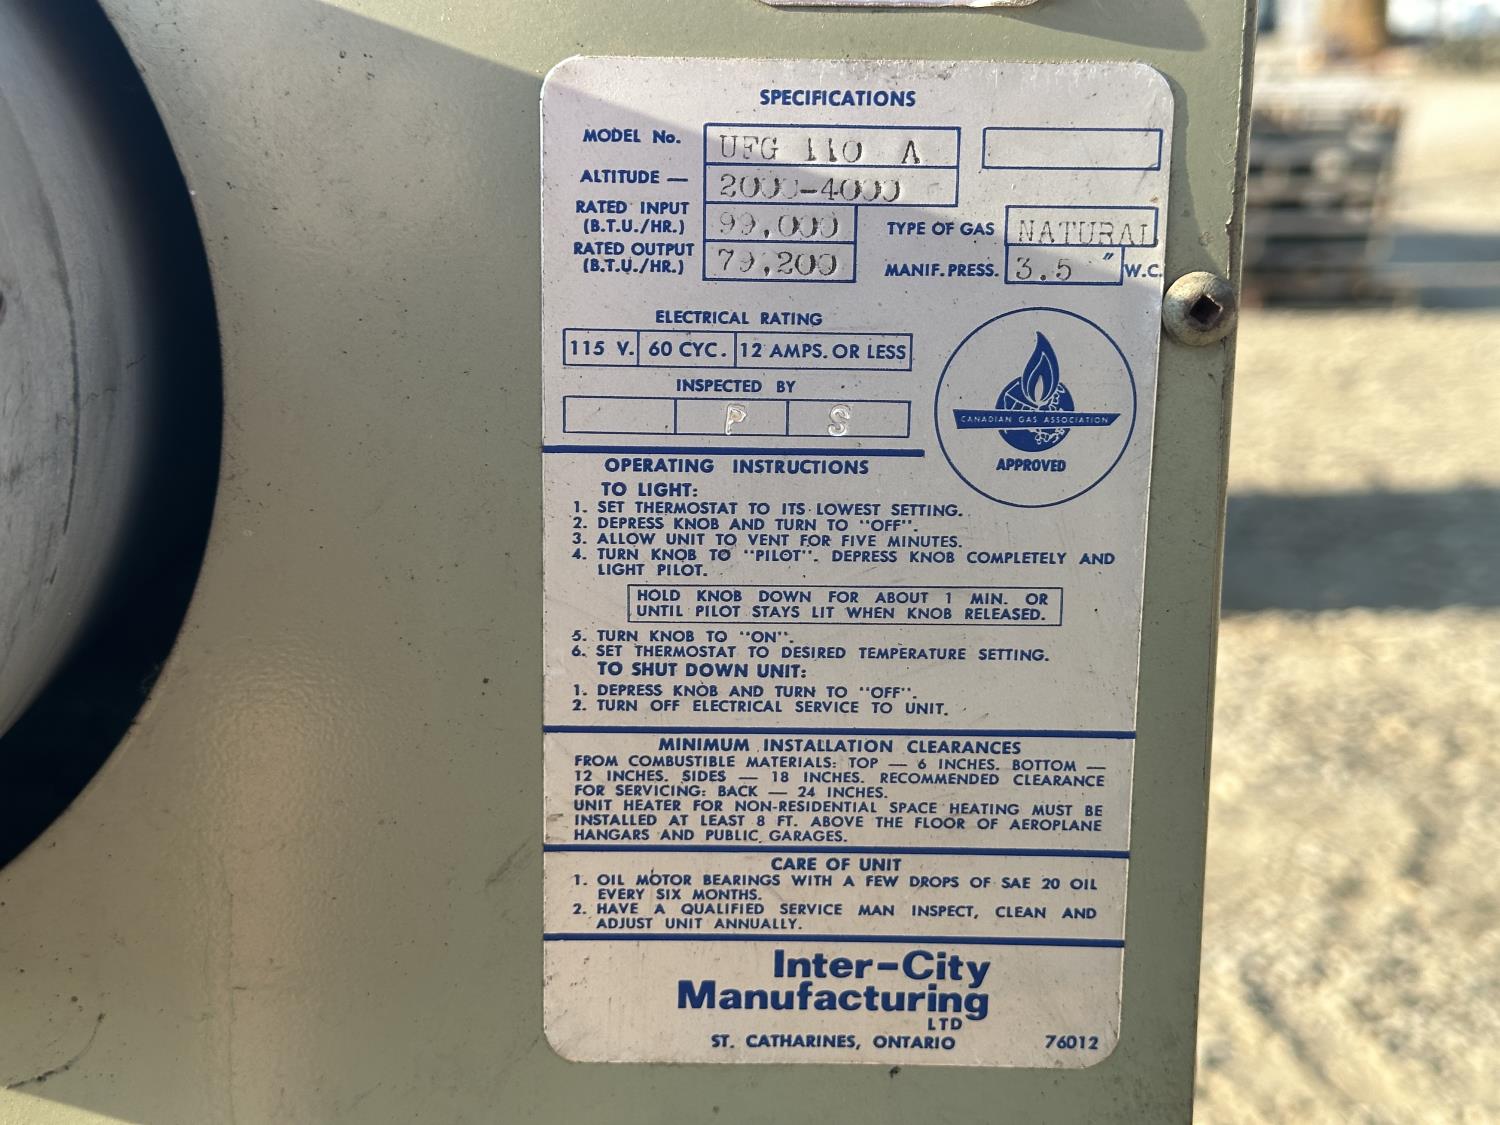 SPECIFICATIONS
MODEL No. UFG 110 A
ALTITUDE — 2000-4000
RATED INPUT (B.T.U./HR.) 99,000 TYPE OF GAS NATURAL
RATED OUTPUT (B.T.U./HR.) 79,200 MANIF. PRESS. 3.5 " W.C.
ELECTRICAL RATING
115 V. 60 CYC. 12 AMPS. OR LESS
INSPECTED BY
P S
CANADIAN GAS ASSOCIATION
APPROVED
OPERATING INSTRUCTIONS
TO LIGHT:
1. SET THERMOSTAT TO ITS LOWEST SETTING.
2. DEPRESS KNOB AND TURN TO "OFF".
3. ALLOW UNIT TO VENT FOR FIVE MINUTES.
4. TURN KNOB TO "PILOT". DEPRESS KNOB COMPLETELY AND
LIGHT PILOT.
HOLD KNOB DOWN FOR ABOUT 1 MIN. OR
UNTIL PILOT STAYS LIT WHEN KNOB RELEASED.
5. TURN KNOB TO "ON".
6. SET THERMOSTAT TO DESIRED TEMPERATURE SETTING.
TO SHUT DOWN UNIT:
1. DEPRESS KNOB AND TURN TO "OFF".
2. TURN OFF ELECTRICAL SERVICE TO UNIT.
MINIMUM INSTALLATION CLEARANCES
FROM COMBUSTIBLE MATERIALS: TOP — 6 INCHES. BOTTOM —
12 INCHES. SIDES — 18 INCHES. RECOMMENDED CLEARANCE
FOR SERVICING: BACK — 24 INCHES.
UNIT HEATER FOR NON-RESIDENTIAL SPACE HEATING MUST BE
INSTALLED AT LEAST 8 FT. ABOVE THE FLOOR OF AEROPLANE
HANGARS AND PUBLIC GARAGES.
CARE OF UNIT
1. OIL MOTOR BEARINGS WITH A FEW DROPS OF SAE 20 OIL
EVERY SIX MONTHS.
2. HAVE A QUALIFIED SERVICE MAN INSPECT, CLEAN AND
ADJUST UNIT ANNUALLY.
Inter-City
Manufacturing
LTD
ST. CATHARINES, ONTARIO 76012